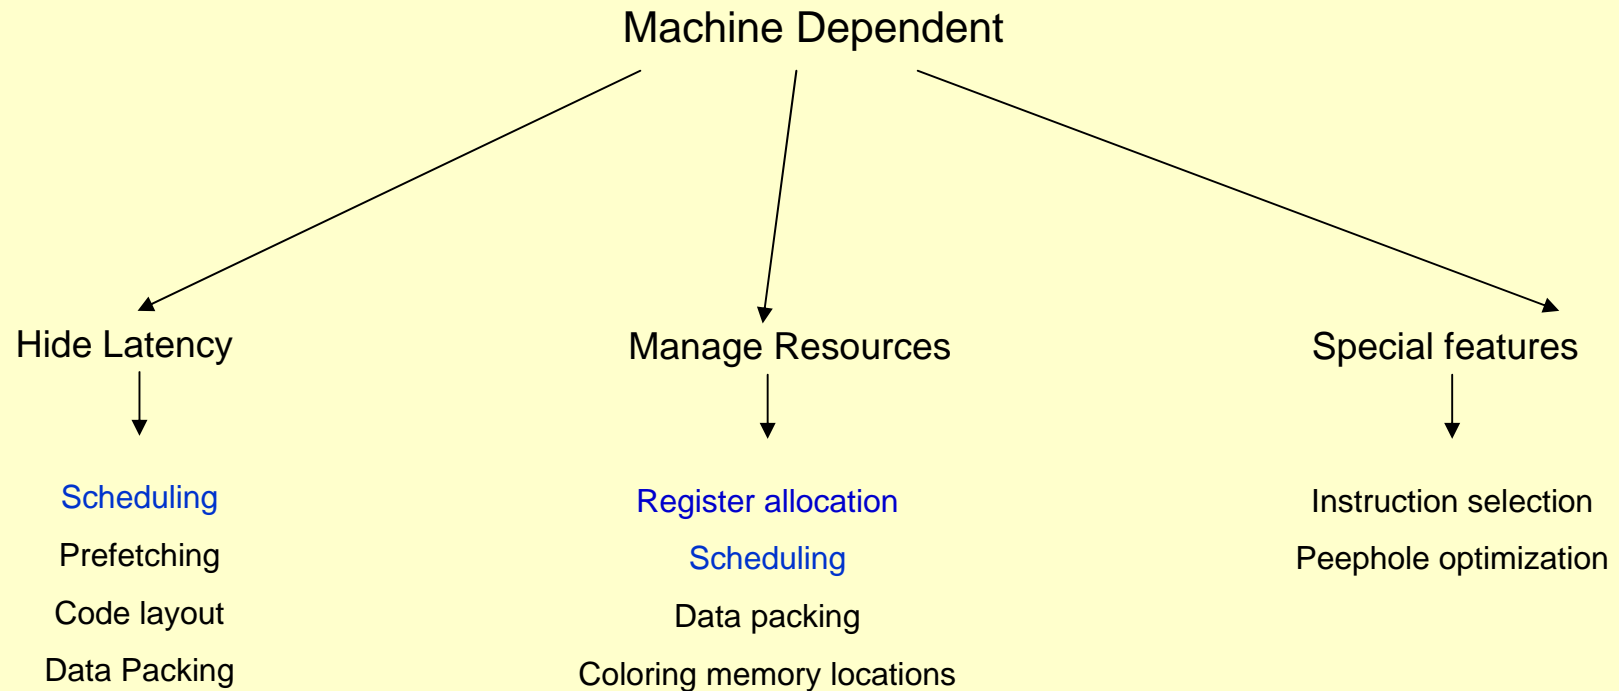 Machine Dependent
Hide Latency
Scheduling
Prefetching
Code layout
Data Packing
Manage Resources
Register allocation
Scheduling
Data packing
Coloring memory locations
Special features
Instruction selection
Peephole optimization